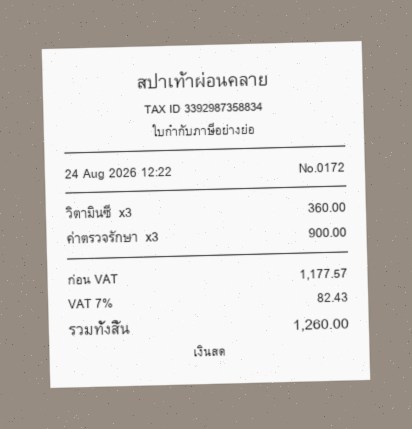 สปาเท้าผ่อนคลาย
TAX ID 3392987358834
ใบกำกับภาษีอย่างย่อ
24 Aug 2026 12:22 No.0172
วิตามินซี x3 360.00
ค่าตรวจรักษา x3 900.00
ก่อน VAT 1,177.57
VAT 7% 82.43
รวมทั้งสิ้น 1,260.00
เงินสด